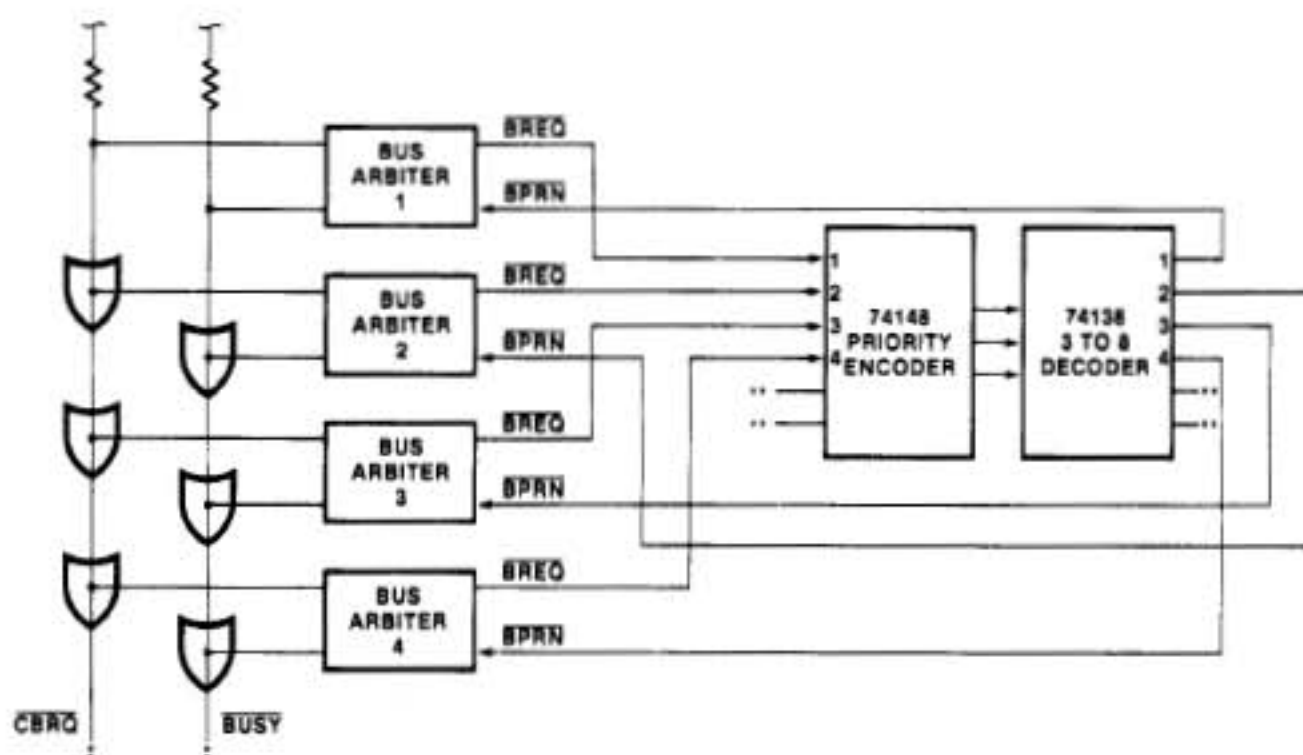 BREQ
BUS
ARBITER
1
BPRN
BREQ
BUS
ARBITER
2
BPRN
BREQ
BUS
ARBITER
3
BPRN
BREQ
BUS
ARBITER
4
BPRN
1
2
3
4
74148
PRIORITY
ENCODER
74138
3 TO 8
DECODER
1
2
3
4
CBRQ
BUSY